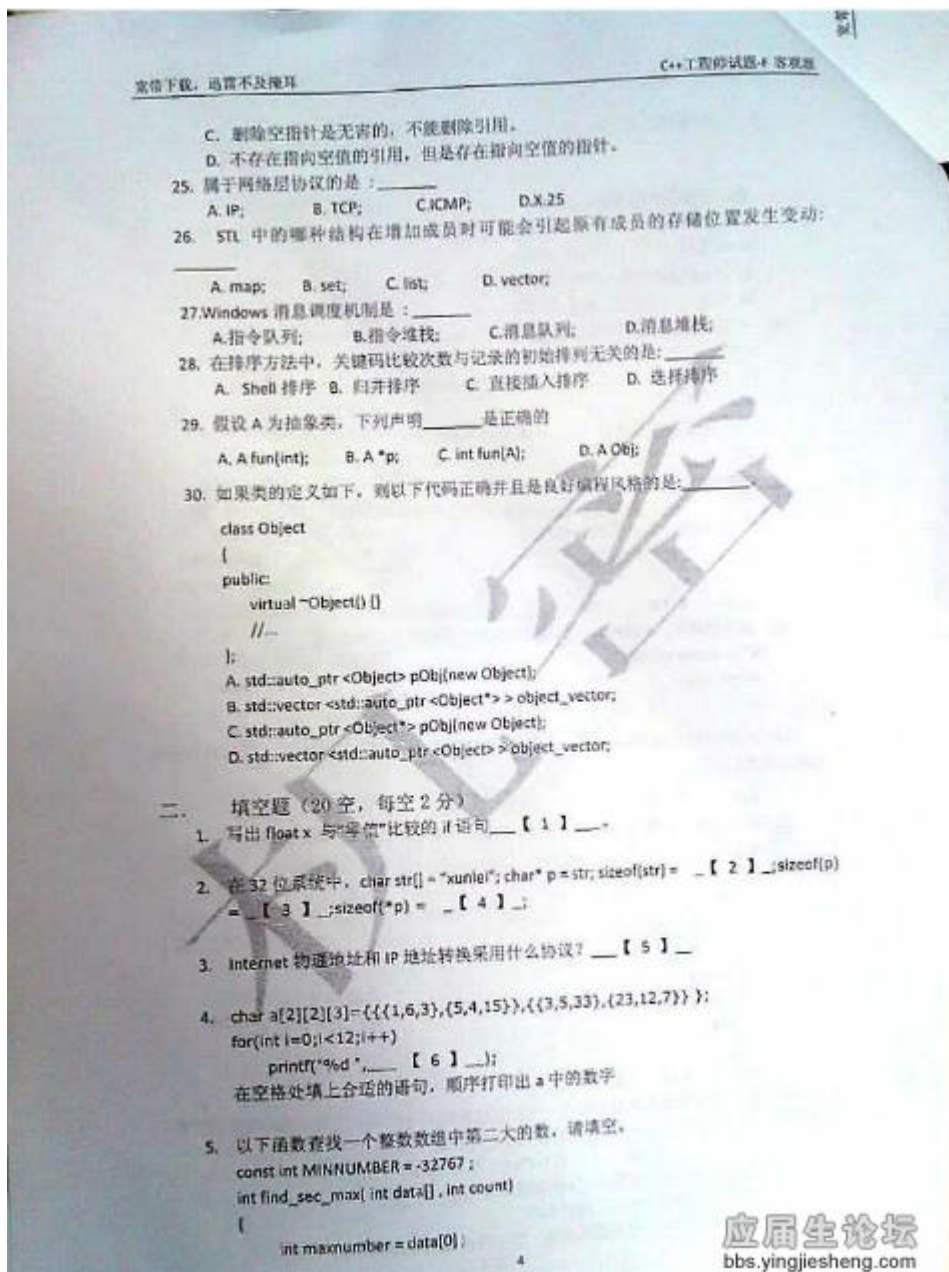 宽带下载，迅雷不及掩耳
C++工程师试题-F 客观题
C. 删除空指针是无害的，不能删除引用。
D. 不存在指向空值的引用，但是存在指向空值的指针。
25. 属于网络层协议的是：______
A. IP; B. TCP; C.ICMP; D.X.25
26. STL 中的哪种结构在增加成员时可能会引起原有成员的存储位置发生变动:
______
A. map; B. set; C. list; D. vector;
27.Windows 消息调度机制是：______
A.指令队列; B.指令堆栈; C.消息队列; D.消息堆栈;
28. 在排序方法中，关键码比较次数与记录的初始排列无关的是:______
A. Shell 排序 B. 归并排序 C. 直接插入排序 D. 选择排序
29. 假设 A 为抽象类，下列声明______是正确的
A. A fun(int); B. A *p; C. int fun(A); D. A Obj;
30. 如果类的定义如下，则以下代码正确并且是良好编程风格的是:______.
class Object
{
public:
virtual ~Object() {}
//...
};
A. std::auto_ptr <Object> pObj(new Object);
B. std::vector <std::auto_ptr <Object*> > object_vector;
C. std::auto_ptr <Object*> pObj(new Object);
D. std::vector <std::auto_ptr <Object> > object_vector;
二. 填空题（20 空，每空 2 分）
1. 写出 float x 与“零值”比较的 if 语句__【 1 】__。
2. 在 32 位系统中，char str[] = "xunlei"; char* p = str; sizeof(str) = _【 2 】_;sizeof(p)
= _【 3 】_;sizeof(*p) = _【 4 】_;
3. Internet 物理地址和 IP 地址转换采用什么协议？__【 5 】_
4. char a[2][2][3]={{{1,6,3},{5,4,15}},{{3,5,33},{23,12,7}} };
for(int i=0;i<12;i++)
printf("%d ",___ 【 6 】__);
在空格处填上合适的语句，顺序打印出 a 中的数字
5. 以下函数查找一个整数数组中第二大的数，请填空。
const int MINNUMBER = -32767 ;
int find_sec_max( int data[] , int count)
{
int maxnumber = data[0] ;
4
应届生论坛
bbs.yingjiesheng.com